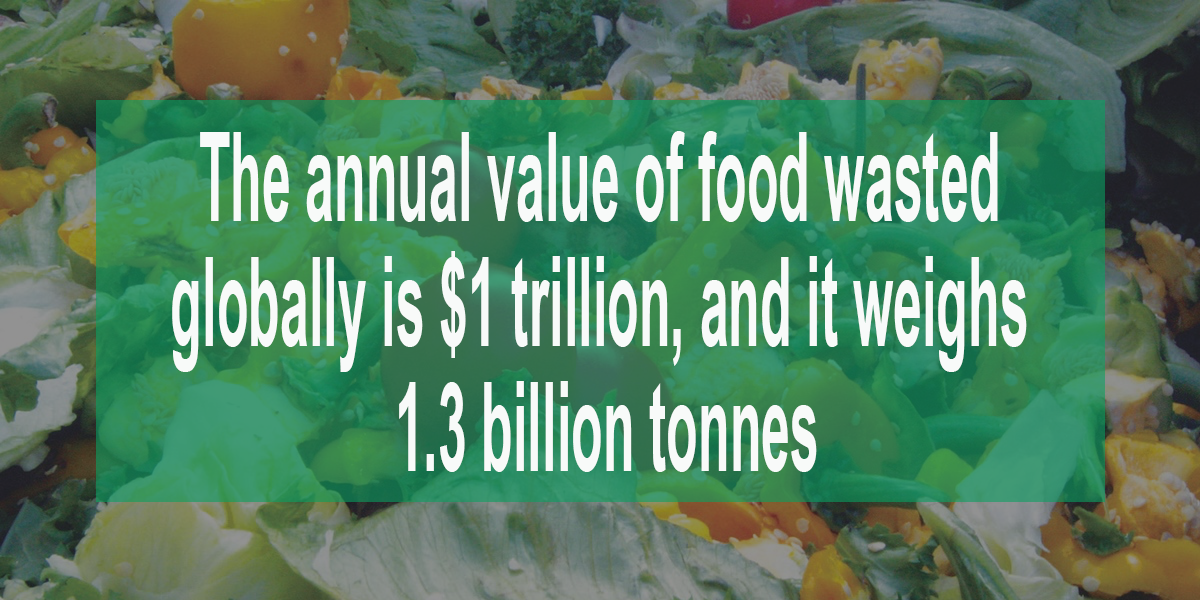 The annual value of food wasted
globally is $1 trillion, and it weighs
1.3 billion tonnes